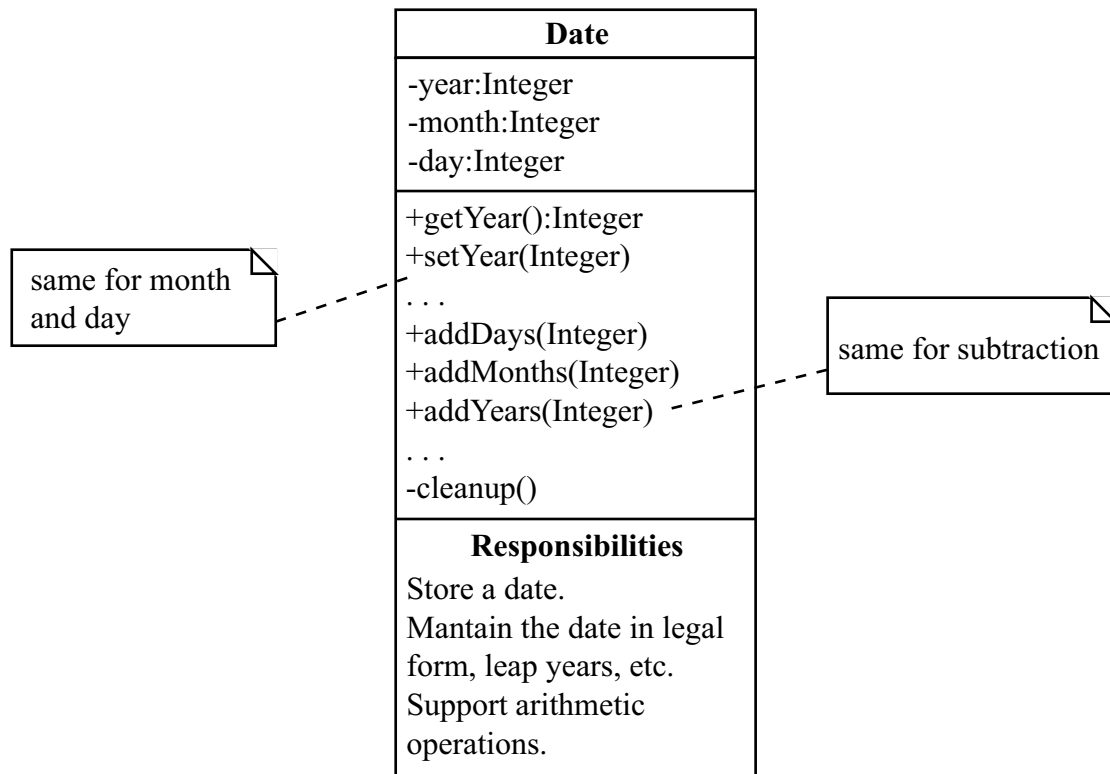 Date
-year:Integer
-month:Integer
-day:Integer
+getYear():Integer
+setYear(Integer)
. . .
+addDays(Integer)
+addMonths(Integer)
+addYears(Integer)
. . .
-cleanup()
same for month
and day
same for subtraction
Responsibilities
Store a date.
Mantain the date in legal
form, leap years, etc.
Support arithmetic
operations.